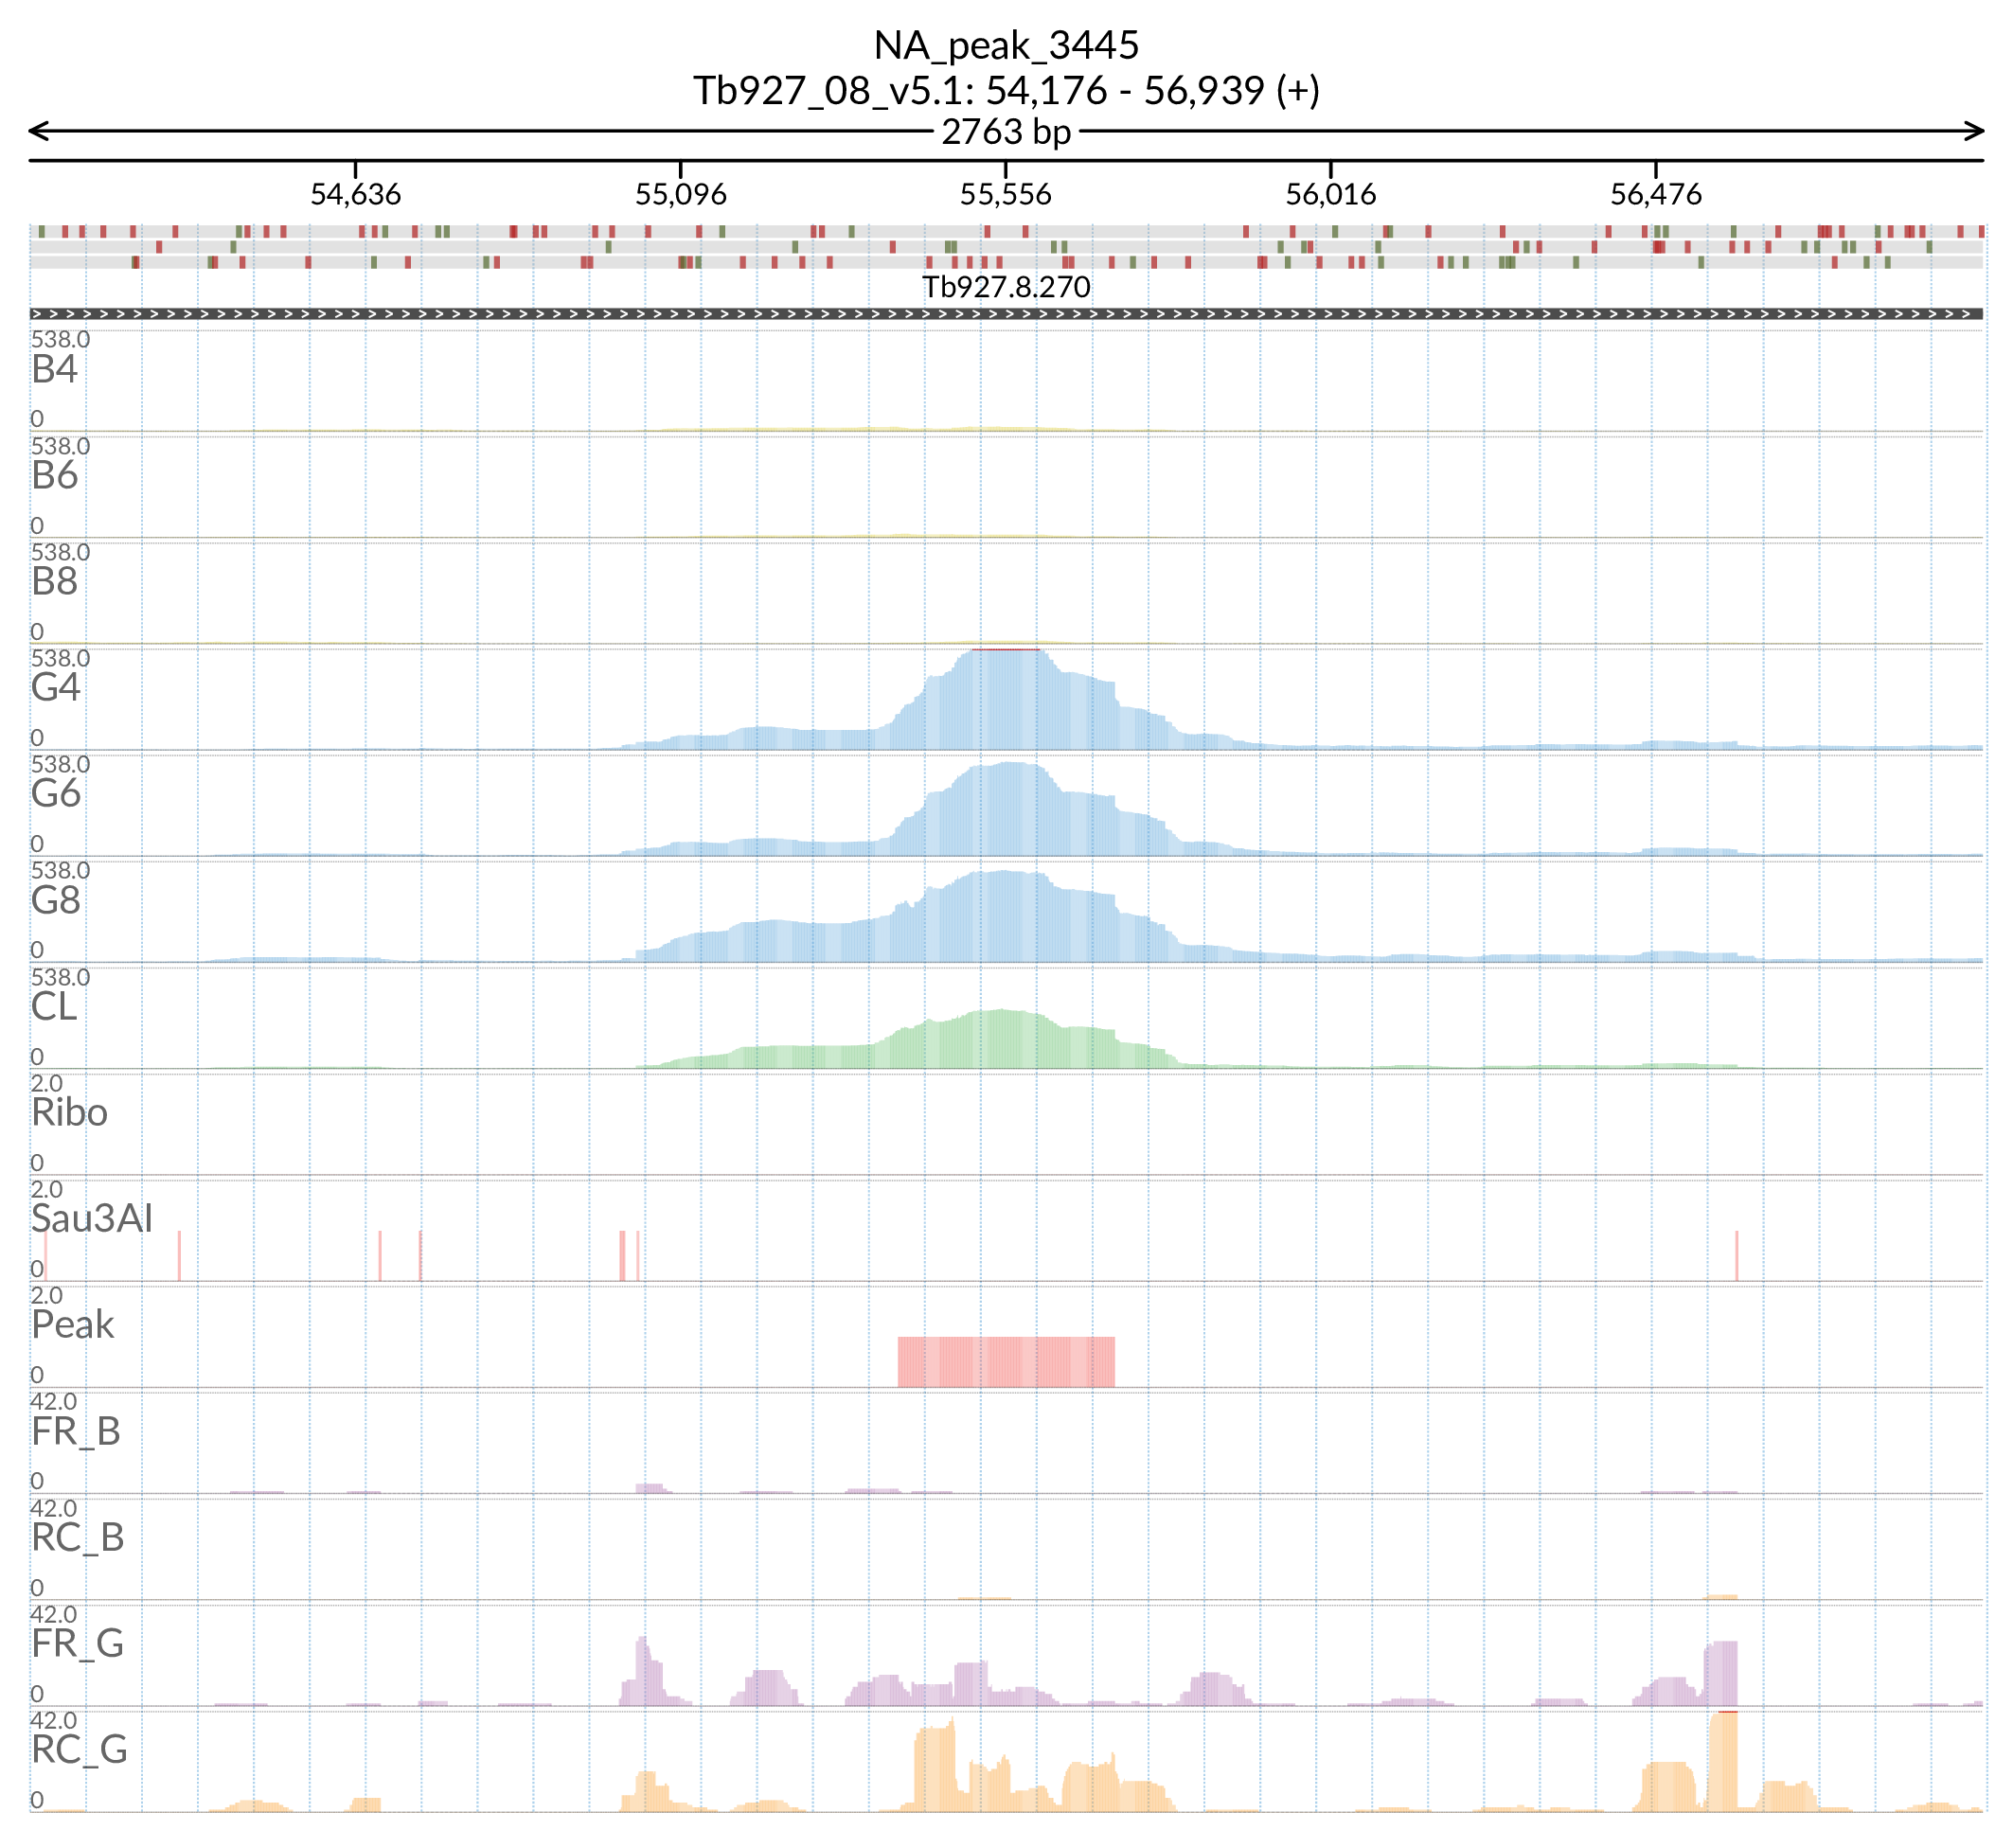 NA_peak_3445
Tb927_08_v5.1: 54,176 - 56,939 (+)
2763 bp
54,636 55,096 55,556 56,016 56,476
Tb927.8.270
538.0
B4
0
538.0
B6
0
538.0
B8
0
538.0
G4
0
538.0
G6
0
538.0
G8
0
538.0
CL
0
2.0
Ribo
0
2.0
Sau3AI
0
2.0
Peak
0
42.0
FR_B
0
42.0
RC_B
0
42.0
FR_G
0
42.0
RC_G
0